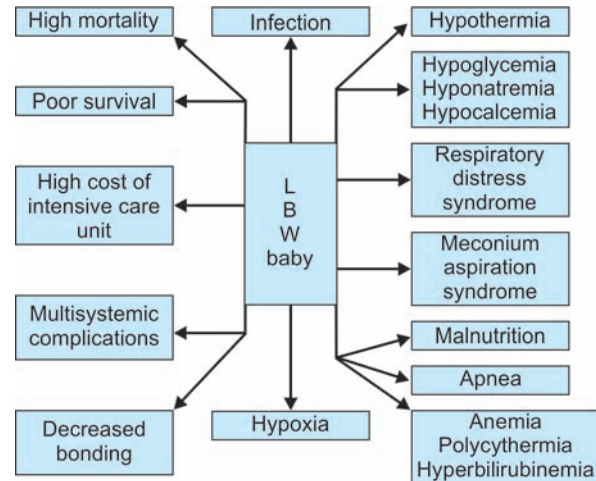 High mortality
Infection
Hypothermia
Poor survival
Hypoglycemia
Hyponatremia
Hypocalcemia
High cost of
intensive care
unit
L
B
W
baby
Respiratory
distress
syndrome
Meconium
aspiration
syndrome
Multisystemic
complications
Malnutrition
Apnea
Decreased
bonding
Hypoxia
Anemia
Polycythermia
Hyperbilirubinemia